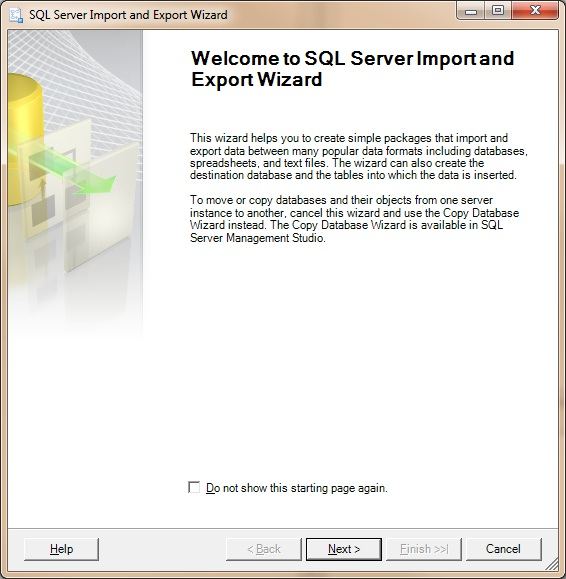 SQL Server Import and Export Wizard
Welcome to SQL Server Import and
Export Wizard
This wizard helps you to create simple packages that import and
export data between many popular data formats including databases,
spreadsheets, and text files. The wizard can also create the
destination database and the tables into which the data is inserted.
To move or copy databases and their objects from one server
instance to another, cancel this wizard and use the Copy Database
Wizard instead. The Copy Database Wizard is available in SQL
Server Management Studio.
Do not show this starting page again.
Help
< Back
Next >
Finish >>|
Cancel